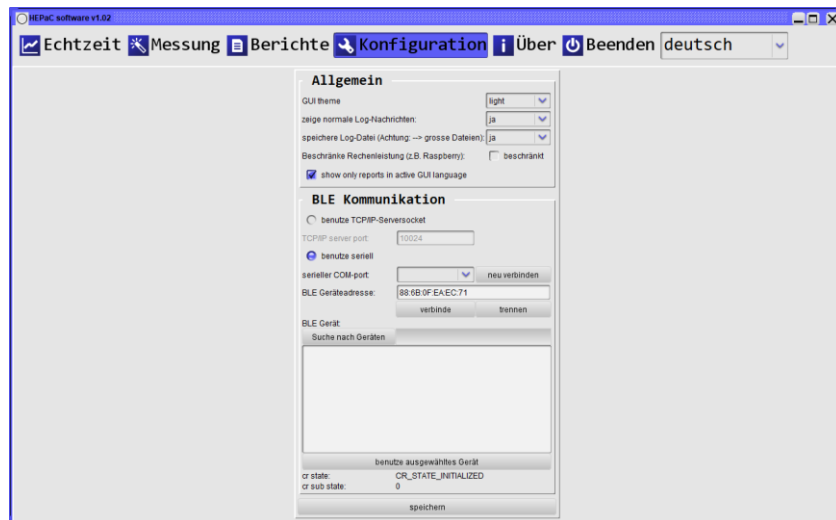 HEPaC software v1.02
Echtzeit Messung Berichte Konfiguration Über Beenden deutsch
Allgemein
GUI theme light
zeige normale Log-Nachrichten: ja
speichere Log-Datei (Achtung: --> grosse Dateien): ja
Beschränke Rechenleistung (z.B. Raspberry): beschränkt
show only reports in active GUI language
BLE Kommunikation
benutze TCP/IP-Serversocket
TCP/IP server port: 10024
benutze seriell
serieller COM-port: neu verbinden
BLE Geräteadresse: 88:6B:0F:EA:EC:71
verbinde trennen
BLE Gerät:
Suche nach Geräten
benutze ausgewähltes Gerät
cr state: CR_STATE_INITIALIZED
cr sub state: 0
speichern